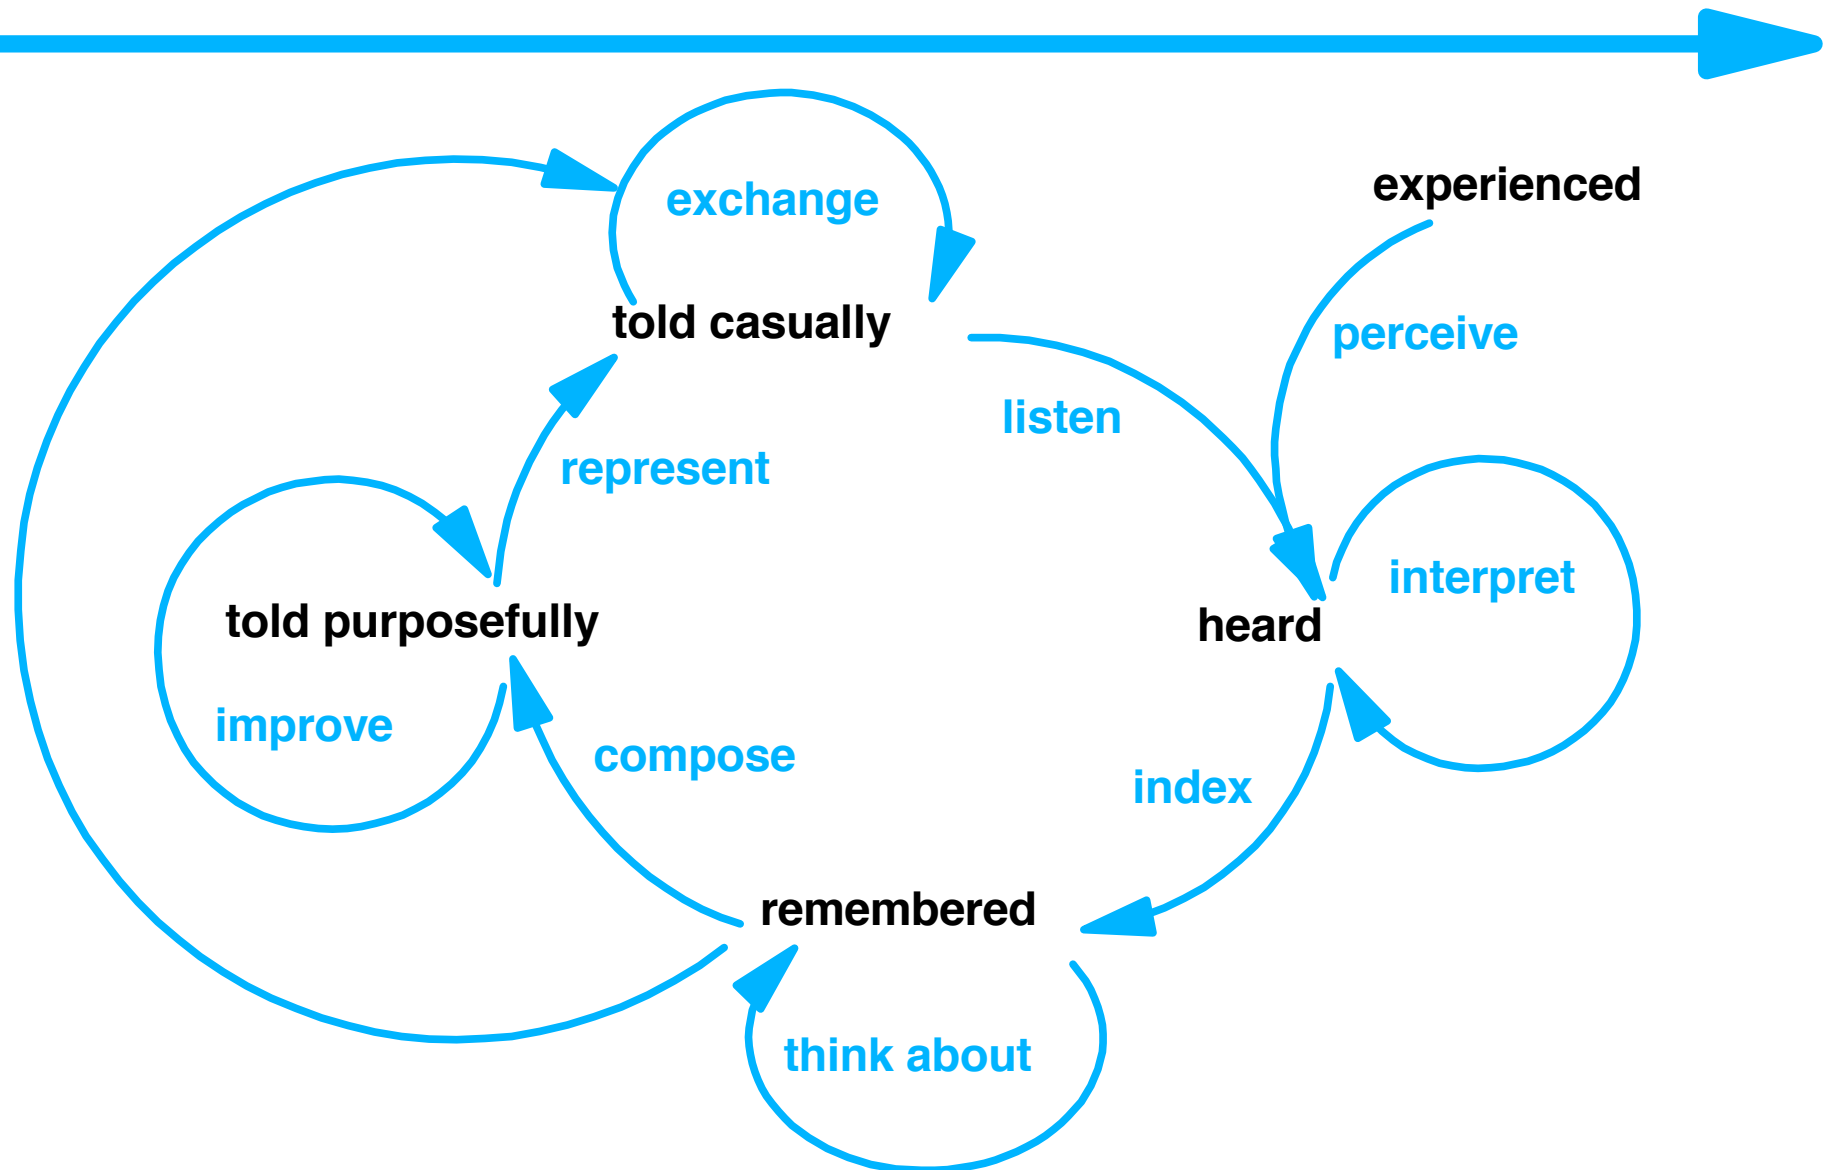 exchange
experienced
told casually
perceive
listen
represent
interpret
told purposefully
heard
improve
compose
index
remembered
think about